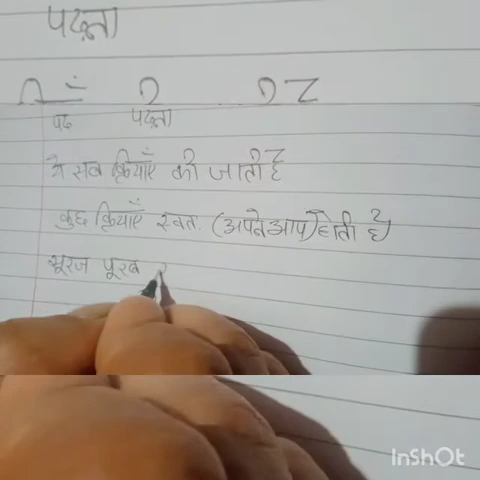 पढ़ना
पढ पढ़ना
ये सब क्रियाएँ की जाती है
कुछ क्रियाएँ स्वतः (अपने आप) होती है
सूरज पूरब
InShOt